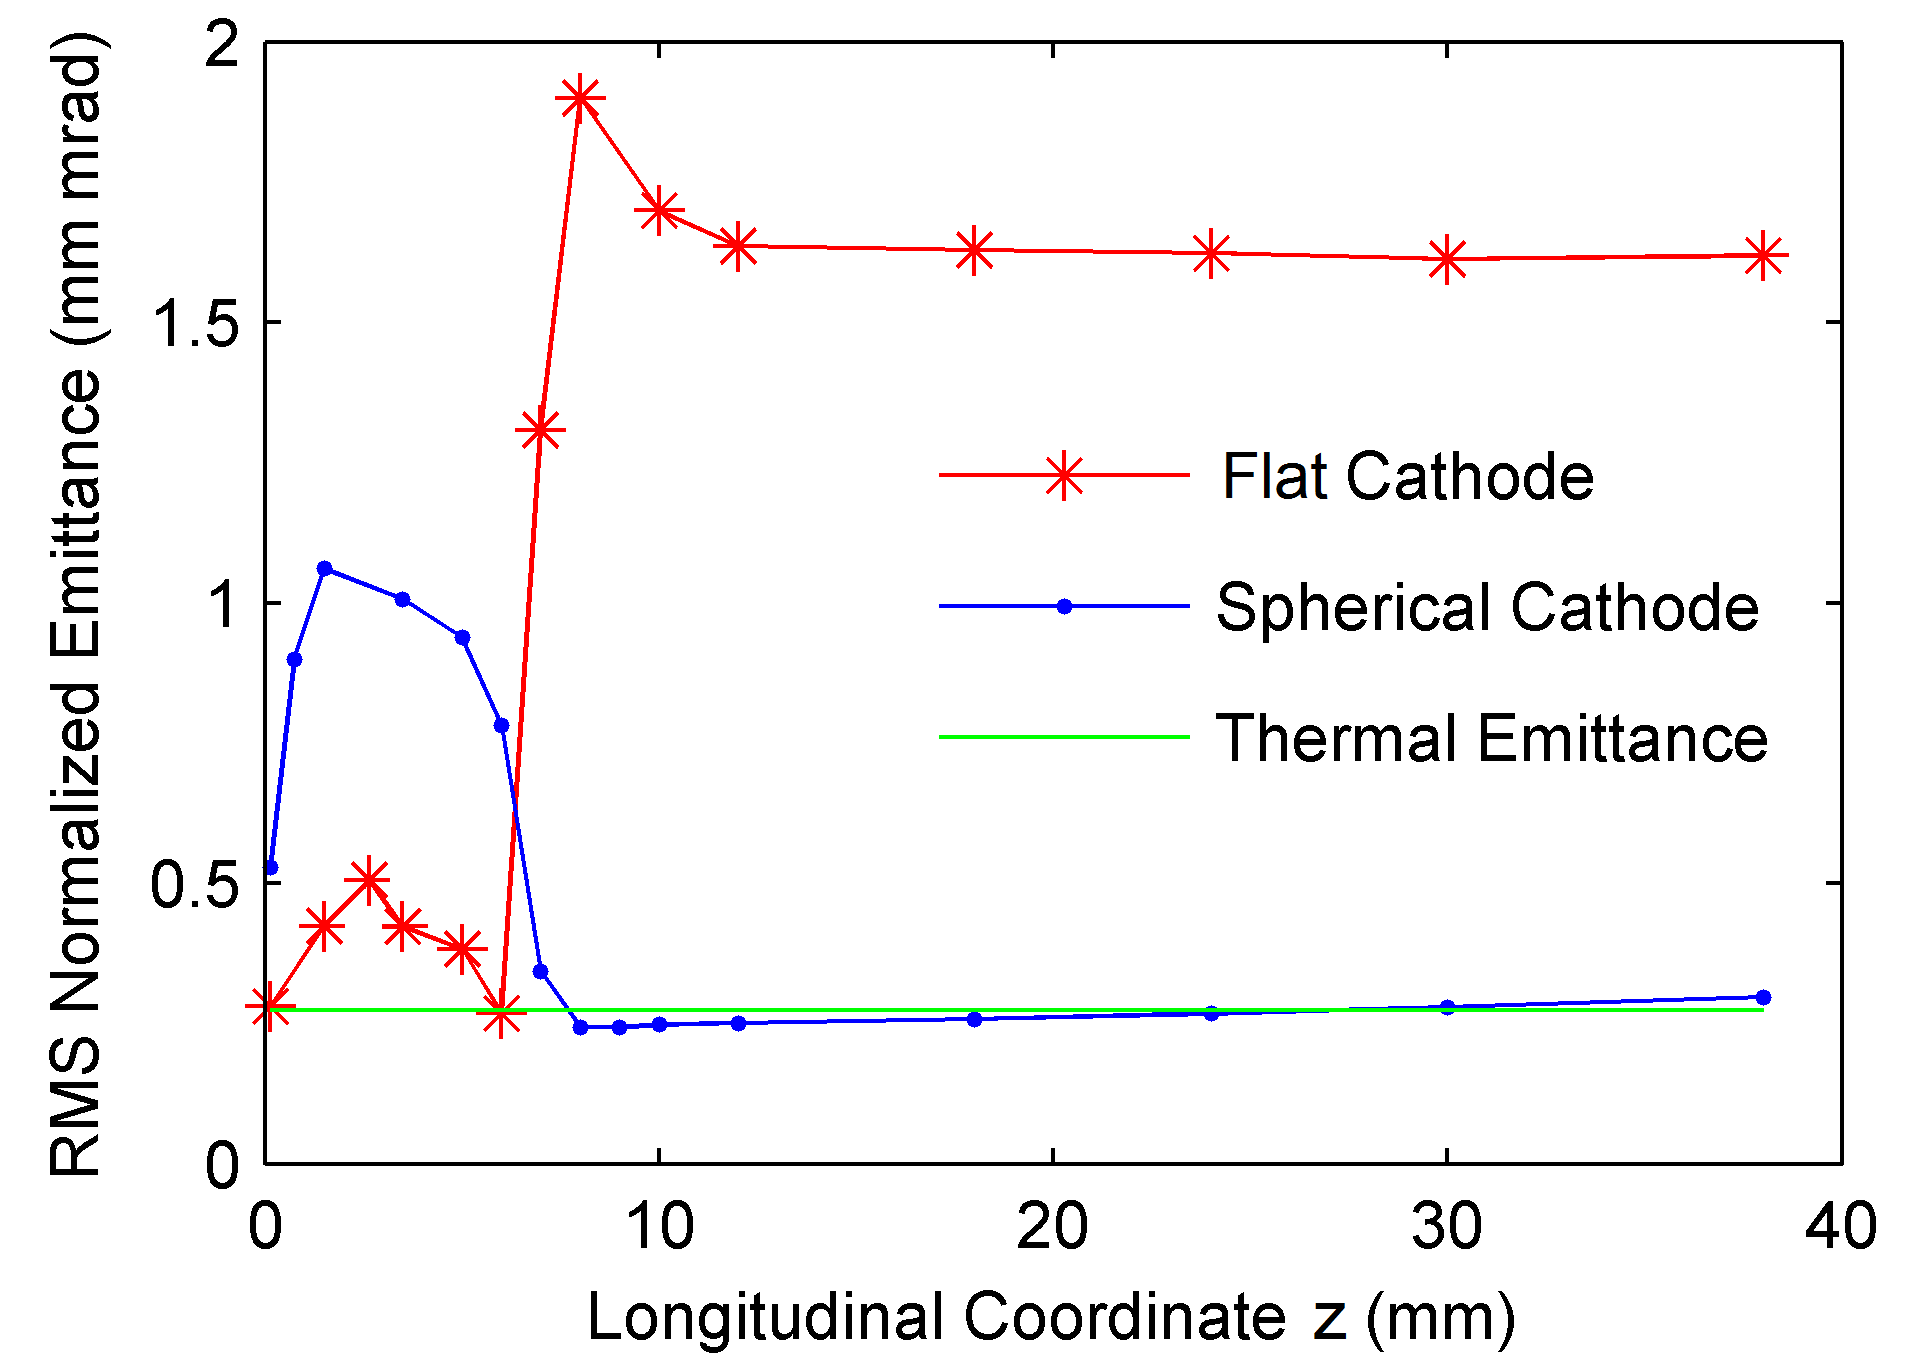 RMS Normalized Emittance (mm mrad)
2
1.5
1
0.5
0
Flat Cathode
Spherical Cathode
Thermal Emittance
0 10 20 30 40
Longitudinal Coordinate z (mm)